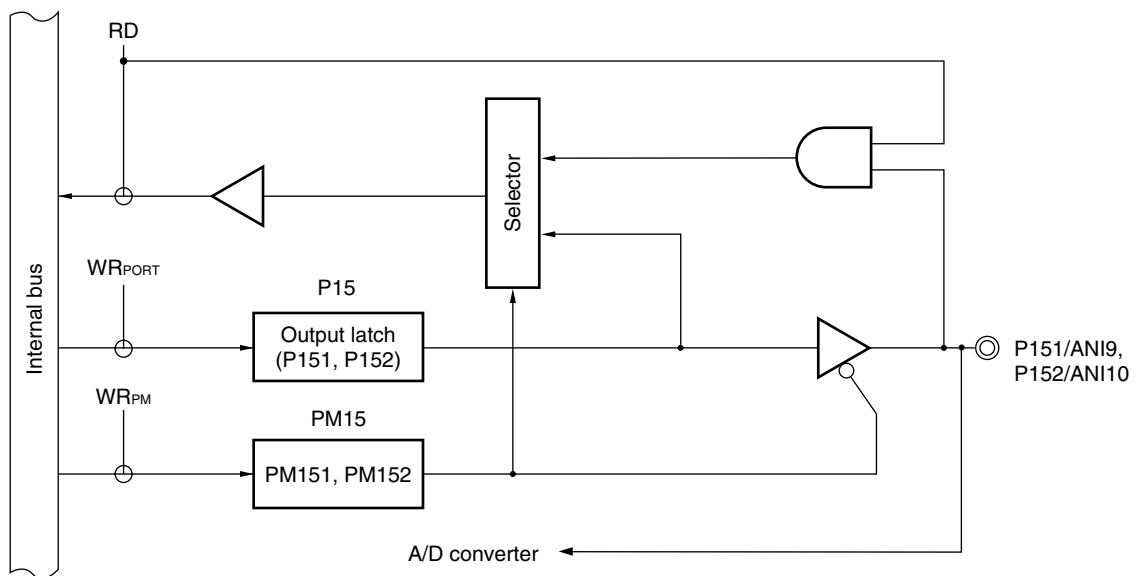 RD
Selector
WRPORT
P15
Internal bus
Output latch
(P151, P152)
P151/ANI9,
P152/ANI10
WRPM
PM15
PM151, PM152
A/D converter